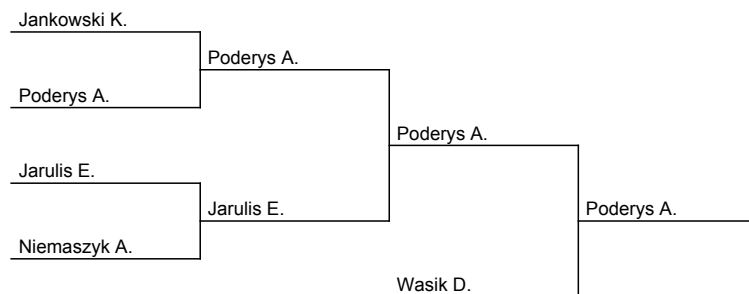 Jankowski K.
Poderys A.
Poderys A.
Poderys A.
Jarulis E.
Jarulis E.
Poderys A.
Niemaszyk A.
Wasik D.